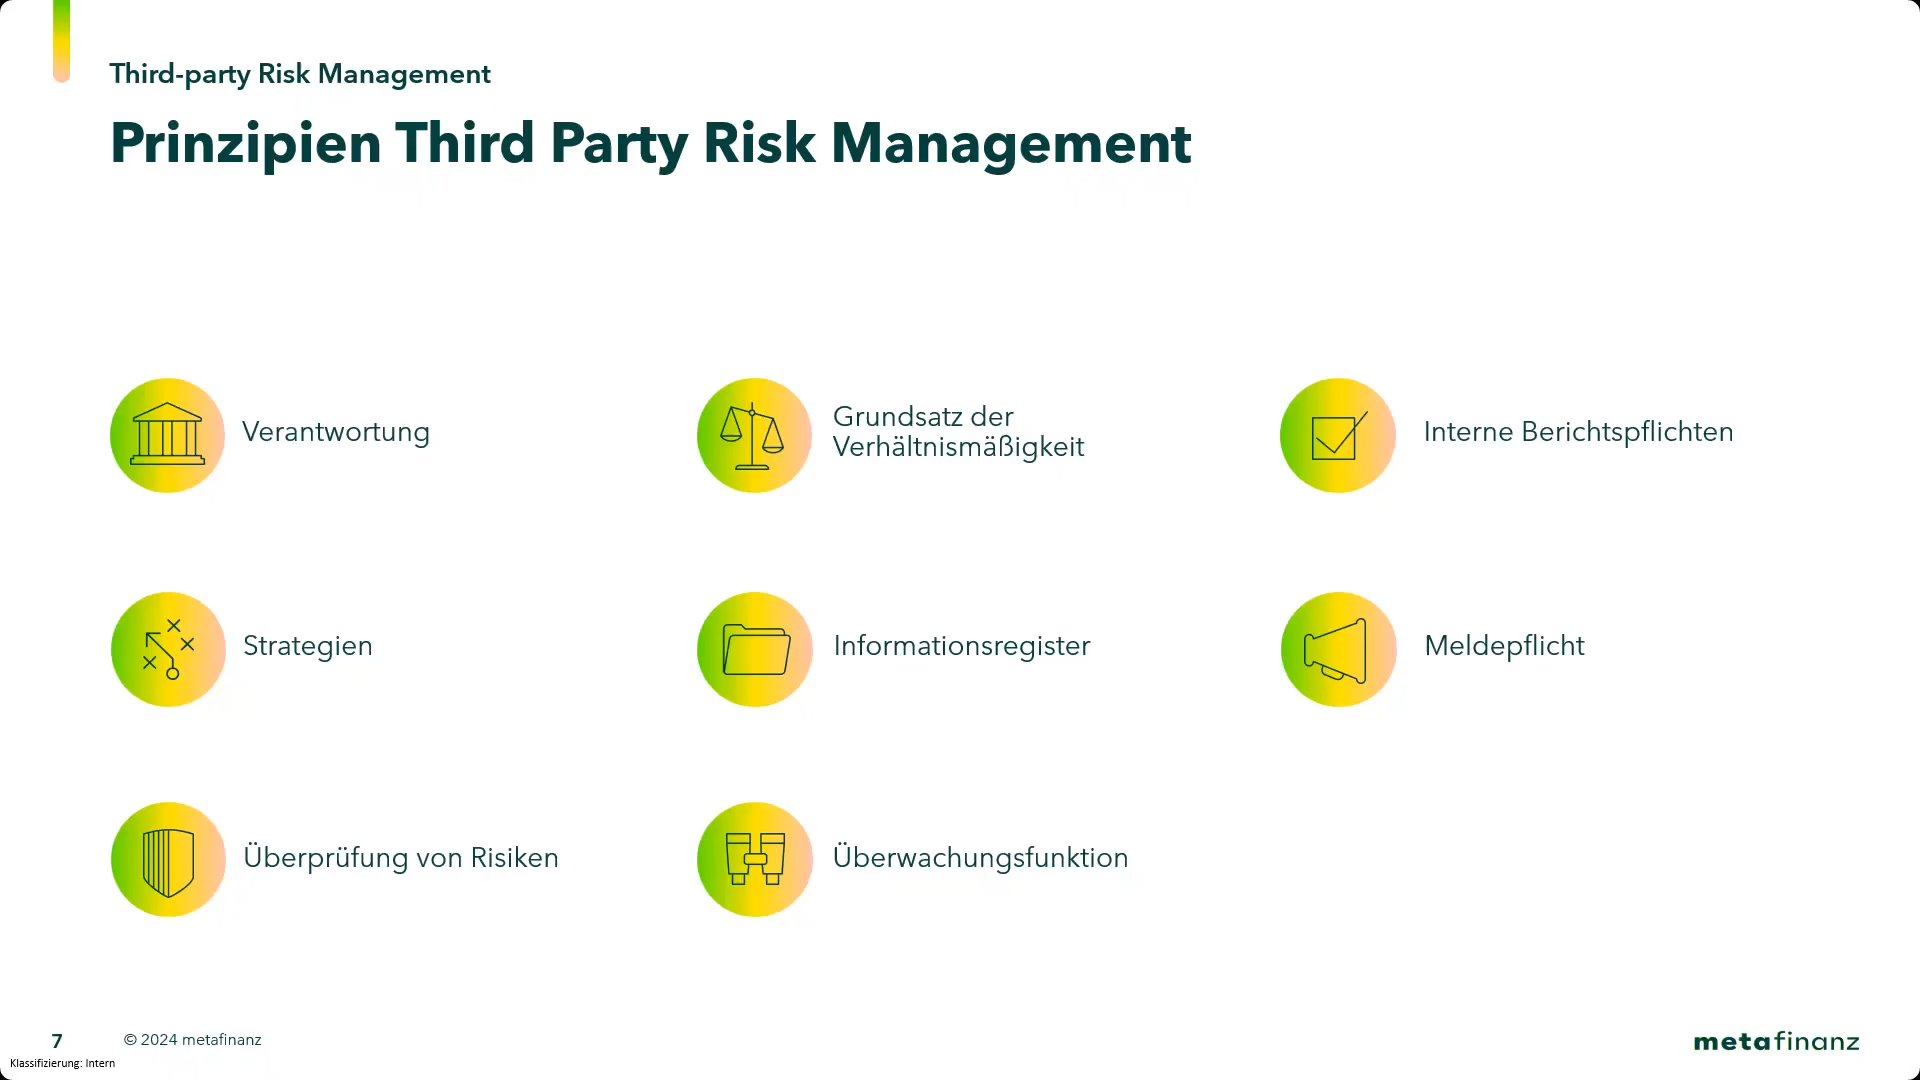 Third-party Risk Management
Prinzipien Third Party Risk Management
Verantwortung
Grundsatz der
Verhältnismäßigkeit
Interne Berichtspflichten
Strategien
Informationsregister
Meldepflicht
Überprüfung von Risiken
Überwachungsfunktion
7
© 2024 metafinanz
Klassifizierung: Intern
metafinanz